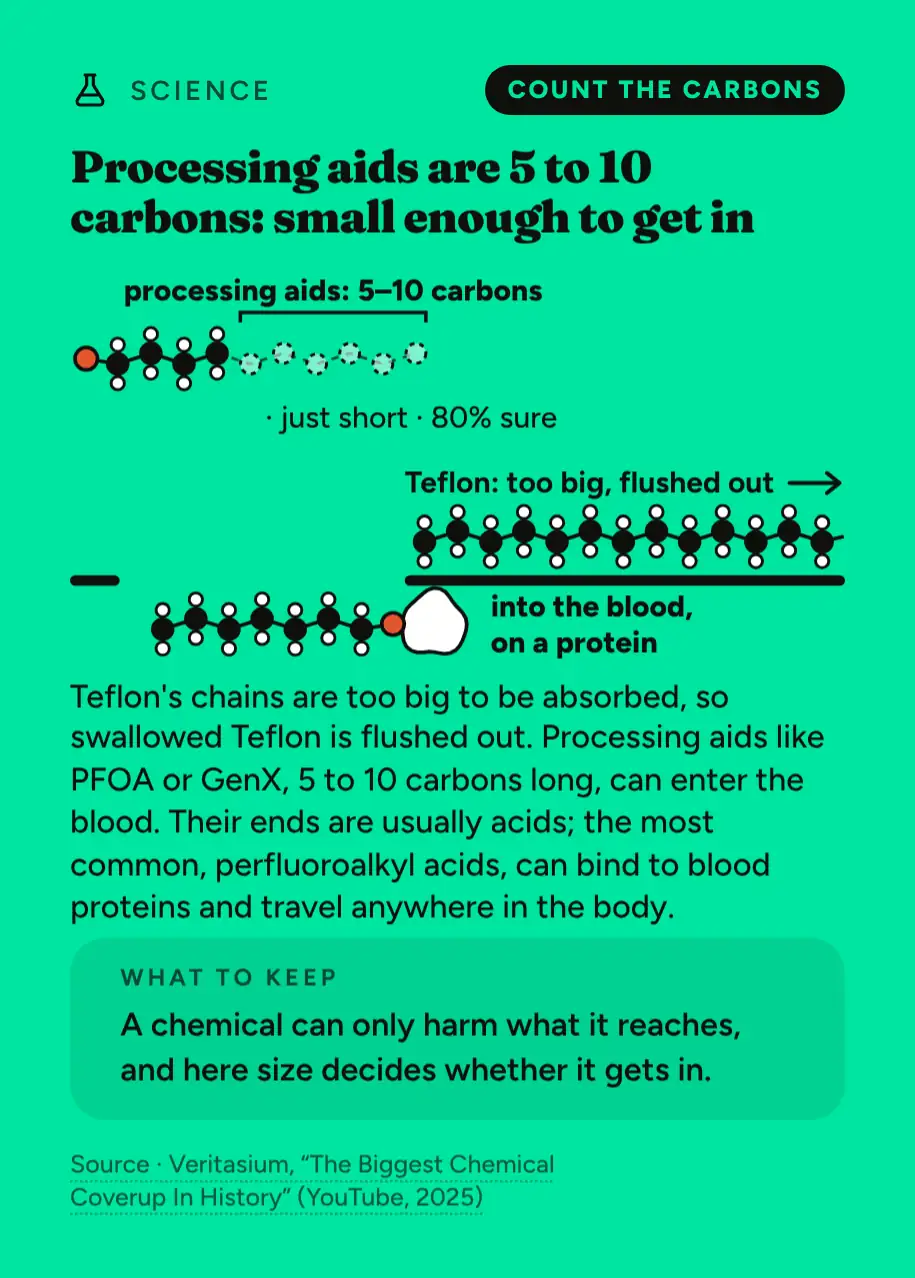 SCIENCE
COUNT THE CARBONS
Processing aids are 5 to 10
carbons: small enough to get in
processing aids: 5–10 carbons
· just short · 80% sure
Teflon: too big, flushed out
into the blood,
on a protein
Teflon's chains are too big to be absorbed, so
swallowed Teflon is flushed out. Processing aids like
PFOA or GenX, 5 to 10 carbons long, can enter the
blood. Their ends are usually acids; the most
common, perfluoroalkyl acids, can bind to blood
proteins and travel anywhere in the body.
WHAT TO KEEP
A chemical can only harm what it reaches,
and here size decides whether it gets in.
Source · Veritasium, “The Biggest Chemical
Coverup In History” (YouTube, 2025)